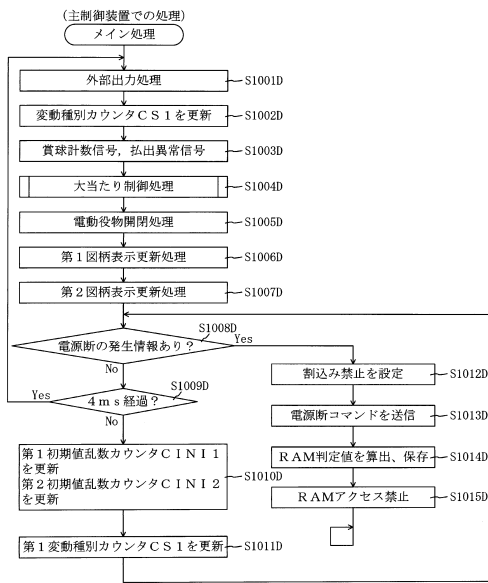 (主制御装置での処理)
メイン処理
外部出力処理
S1001D
変動種別カウンタCS1を更新
S1002D
賞球計数信号,払出異常信号
S1003D
大当たり制御処理
S1004D
電動役物開閉処理
S1005D
第1図柄表示更新処理
S1006D
第2図柄表示更新処理
S1007D
電源断の発生情報あり?
S1008D
Yes
No
4ms経過?
S1009D
Yes
No
第1初期値乱数カウンタCINI1
を更新
第2初期値乱数カウンタCINI2
を更新
S1010D
第1変動種別カウンタCS1を更新
S1011D
割込み禁止を設定
S1012D
電源断コマンドを送信
S1013D
RAM判定値を算出、保存
S1014D
RAMアクセス禁止
S1015D